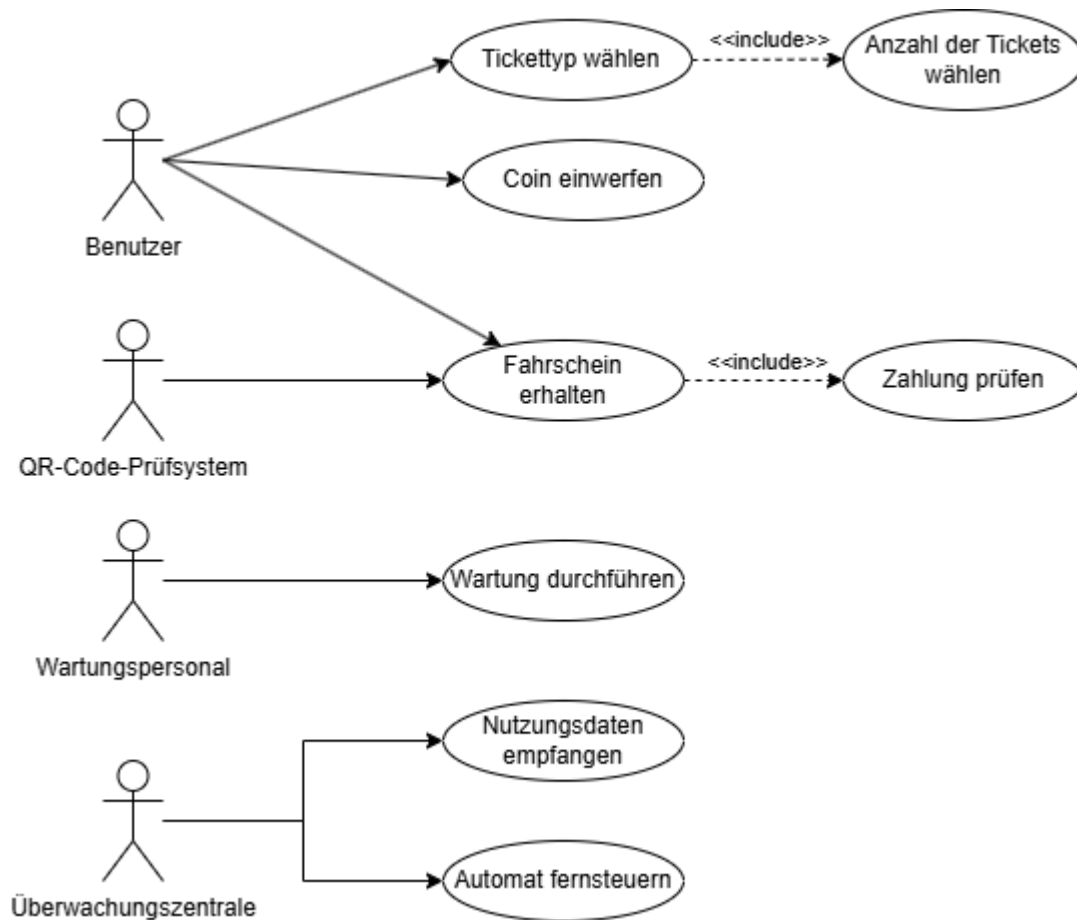 Tickettyp wählen
<<include>>
Anzahl der Tickets
wählen
Coin einwerfen
Benutzer
Fahrschein
erhalten
<<include>>
Zahlung prüfen
QR-Code-Prüfsystem
Wartung durchführen
Wartungspersonal
Nutzungsdaten
empfangen
Automat fernsteuern
Überwachungszentrale